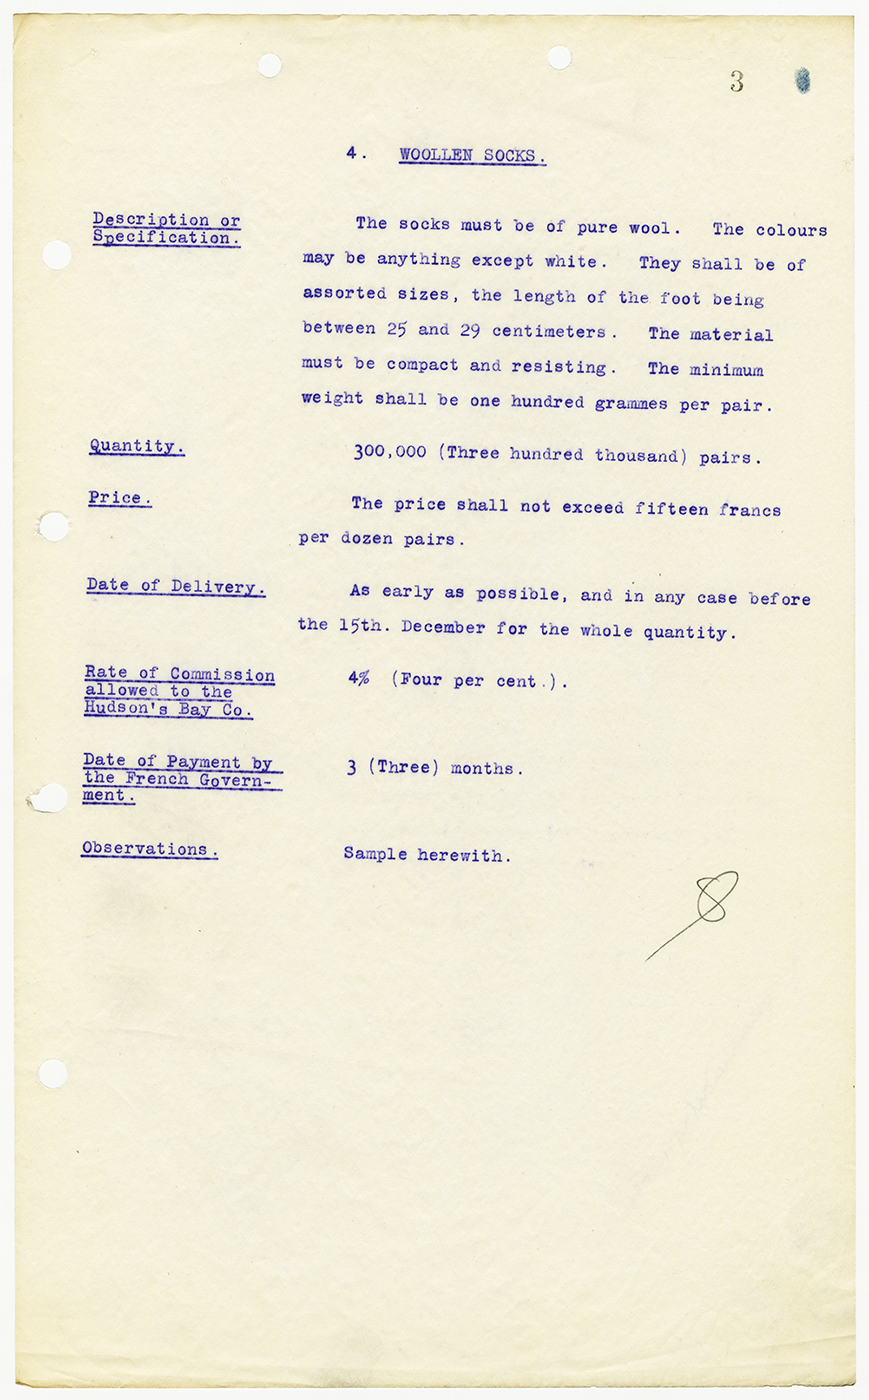 3
4. WOOLLEN SOCKS.
Description or
Specification.
The socks must be of pure wool. The colours
may be anything except white. They shall be of
assorted sizes, the length of the foot being
between 25 and 29 centimeters. The material
must be compact and resisting. The minimum
weight shall be one hundred grammes per pair.
Quantity.
300,000 (Three hundred thousand) pairs.
Price.
The price shall not exceed fifteen francs
per dozen pairs.
Date of Delivery.
As early as possible, and in any case before
the 15th. December for the whole quantity.
Rate of Commission
allowed to the
Hudson's Bay Co.
4% (Four per cent.).
Date of Payment by
the French Govern-
ment.
3 (Three) months.
Observations.
Sample herewith.